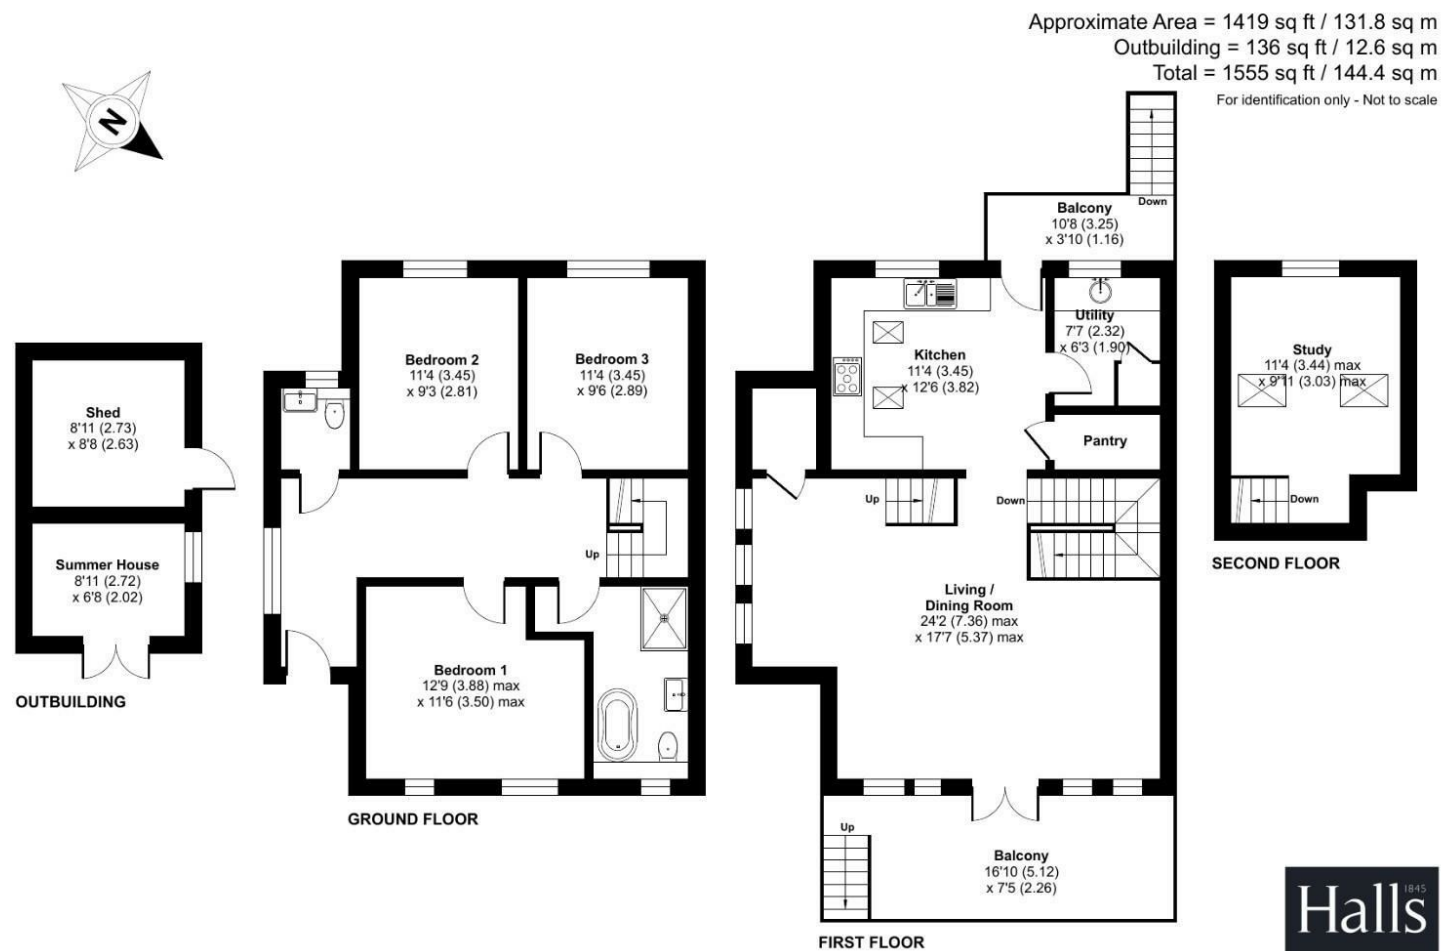 Approximate Area = 1419 sq ft / 131.8 sq m
Outbuilding = 136 sq ft / 12.6 sq m
Total = 1555 sq ft / 144.4 sq m
For identification only - Not to scale
N
Shed
8'11 (2.73)
x 8'8 (2.63)
Summer House
8'11 (2.72)
x 6'8 (2.02)
OUTBUILDING
Bedroom 2
11'4 (3.45)
x 9'3 (2.81)
Bedroom 3
11'4 (3.45)
x 9'6 (2.89)
Up
Bedroom 1
12'9 (3.88) max
x 11'6 (3.50) max
GROUND FLOOR
Down
Balcony
10'8 (3.25)
x 3'10 (1.16)
Kitchen
11'4 (3.45)
x 12'6 (3.82)
Utility
7'7 (2.32)
x 6'3 (1.90)
Pantry
Up
Down
Living /
Dining Room
24'2 (7.36) max
x 17'7 (5.37) max
Up
Balcony
16'10 (5.12)
x 7'5 (2.26)
FIRST FLOOR
Study
11'4 (3.44) max
x 9'11 (3.03) max
Down
SECOND FLOOR
Halls
1845